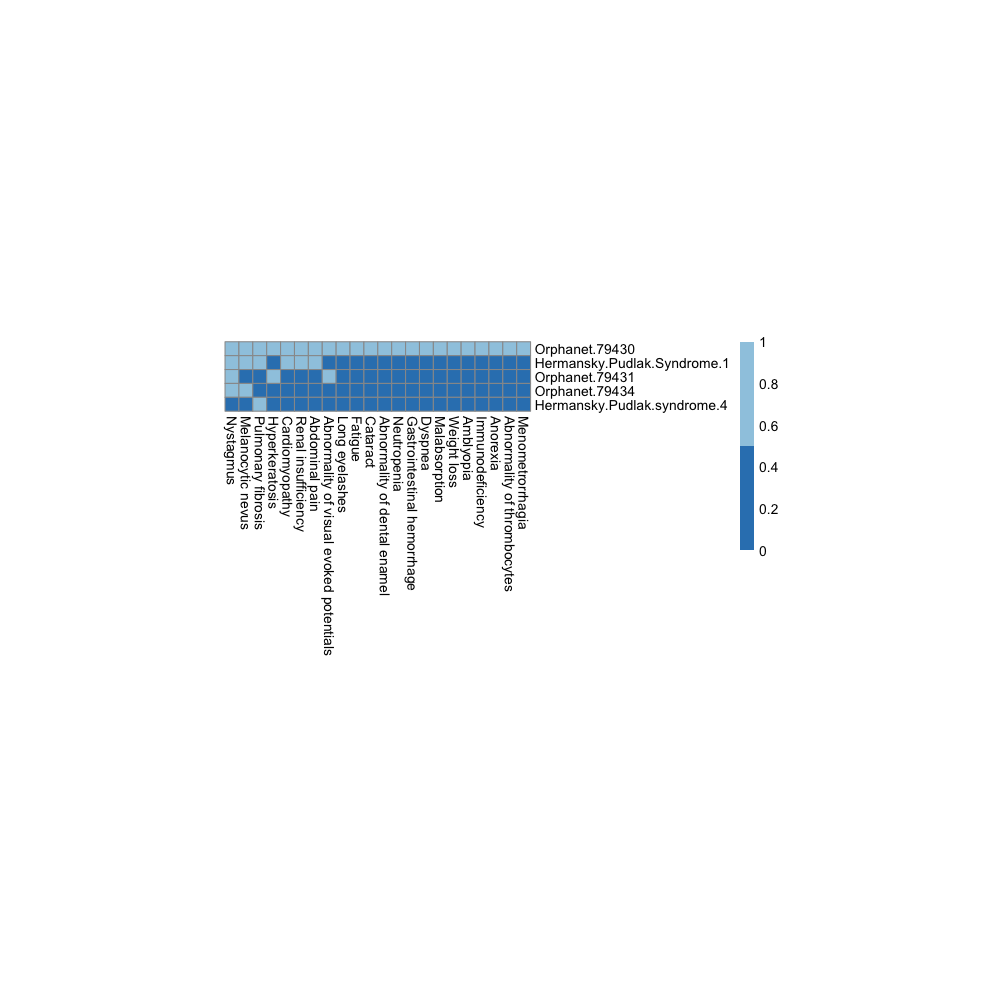 Orphanet.79430
Hermansky.Pudlak.Syndrome.1
Orphanet.79431
Orphanet.79434
Hermansky.Pudlak.syndrome.4
Nystagmus
Melanocytic nevus
Pulmonary fibrosis
Hyperkeratosis
Cardiomyopathy
Renal insufficiency
Abdominal pain
Abnormality of visual evoked potentials
Long eyelashes
Fatigue
Cataract
Abnormality of dental enamel
Neutropenia
Gastrointestinal hemorrhage
Dyspnea
Malabsorption
Weight loss
Amblyopia
Immunodeficiency
Anorexia
Abnormality of thrombocytes
Menometrorrhagia
1
0.8
0.6
0.4
0.2
0